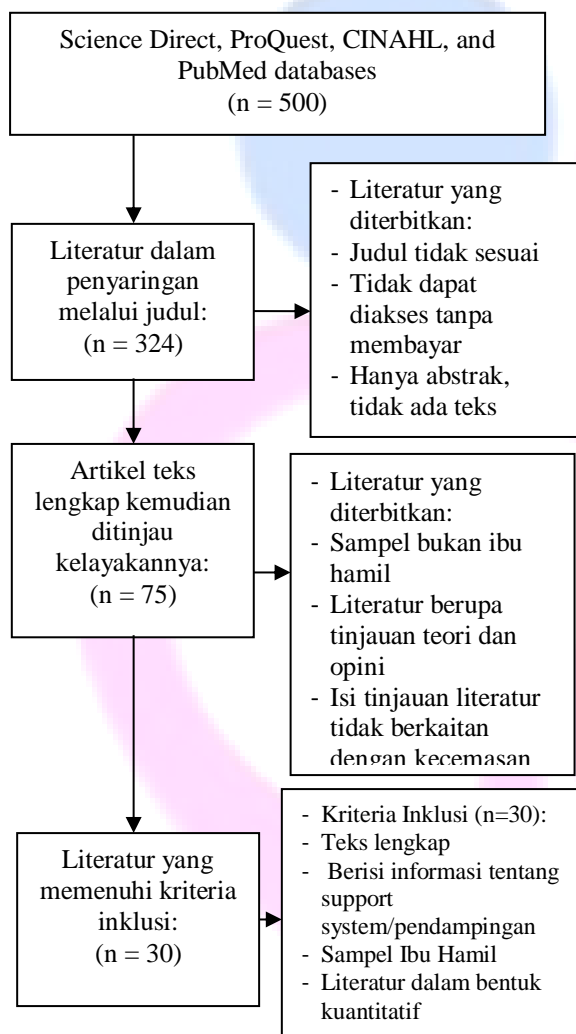 Science Direct, ProQuest, CINAHL, and
PubMed databases
(n = 500)
Literatur dalam
penyaringan
melalui judul:
(n = 324)
- Literatur yang
diterbitkan:
- Judul tidak sesuai
- Tidak dapat
diakses tanpa
membayar
- Hanya abstrak,
tidak ada teks
Artikel teks
lengkap kemudian
ditinjau
kelayakannya:
(n = 75)
- Literatur yang
diterbitkan:
- Sampel bukan ibu
hamil
- Literatur berupa
tinjauan teori dan
opini
- Isi tinjauan literatur
tidak berkaitan
dengan kecemasan
Literatur yang
memenuhi kriteria
inklusi:
(n = 30)
- Kriteria Inklusi (n=30):
- Teks lengkap
- Berisi informasi tentang
support
system/pendampingan
- Sampel Ibu Hamil
- Literatur dalam bentuk
kuantitatif